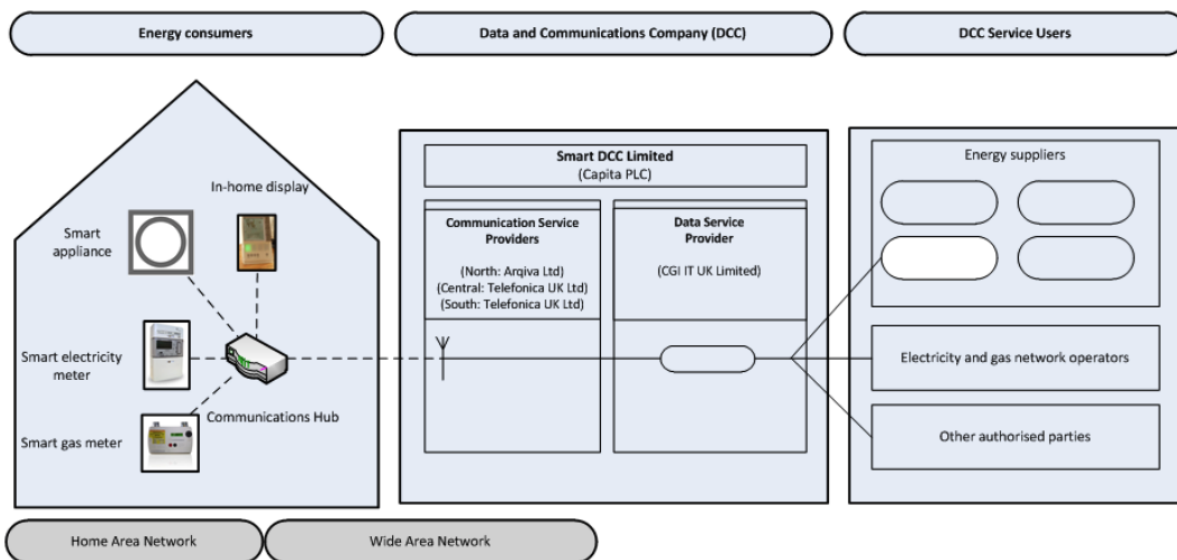 Energy consumers
Data and Communications Company (DCC)
DCC Service Users
In-home display
Smart
appliance
Smart electricity
meter
Communications Hub
Smart gas meter
Smart DCC Limited
(Capita PLC)
Communication Service
Providers
(North: Arqiva Ltd)
(Central: Telefonica UK Ltd)
(South: Telefonica UK Ltd)
Data Service
Provider
(CGI IT UK Limited)
Energy suppliers
Electricity and gas network operators
Other authorised parties
Home Area Network
Wide Area Network